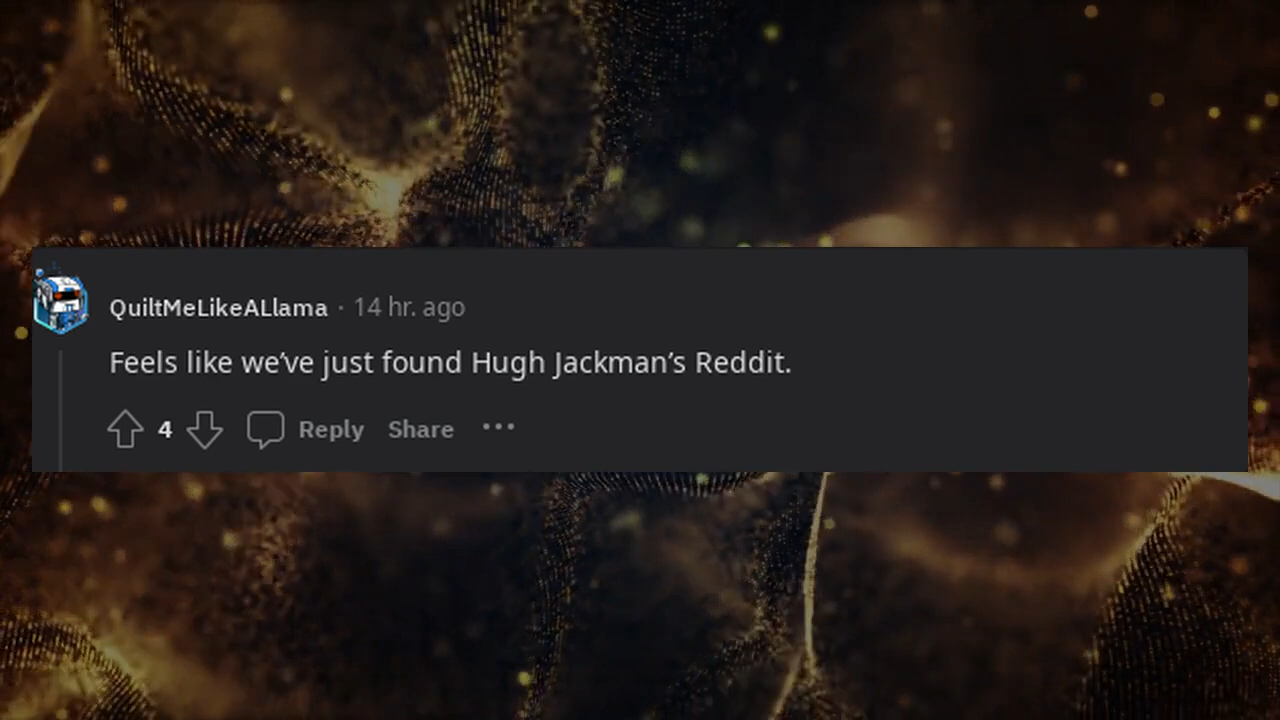 QuiltMeLikeALlama · 14 hr. ago
Feels like we’ve just found Hugh Jackman’s Reddit.
4 Reply Share ···